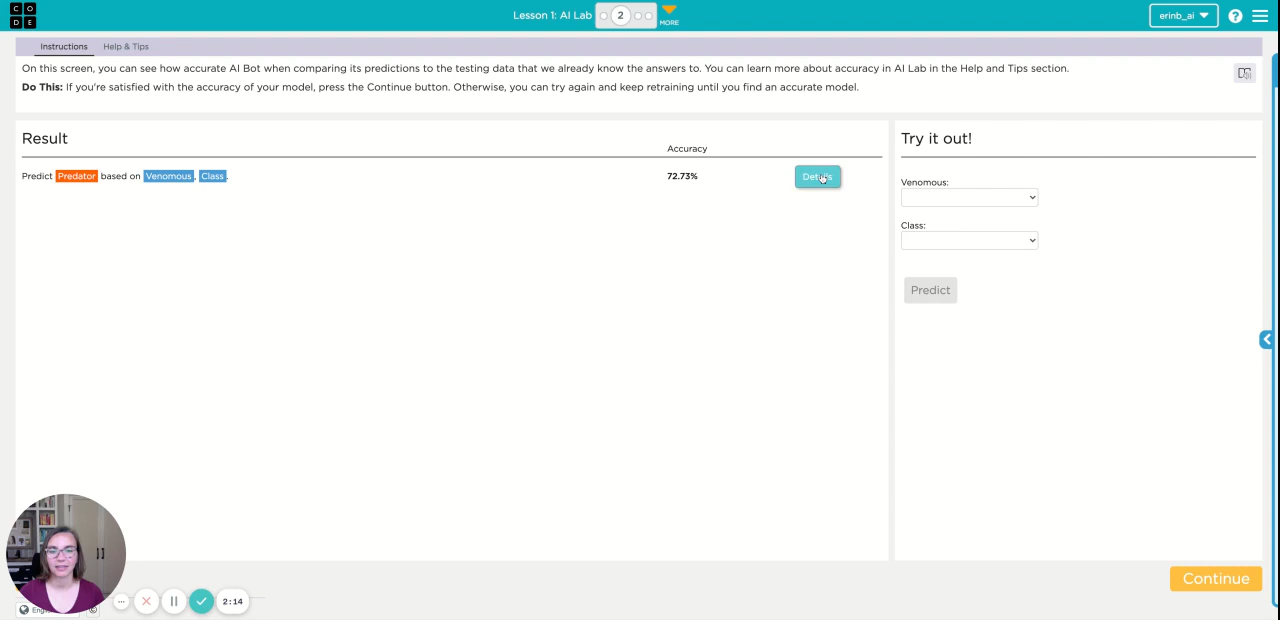 CO
DE
Lesson 1: AI Lab
2
MORE
erinb_ai
?
Instructions
Help & Tips
On this screen, you can see how accurate AI Bot when comparing its predictions to the testing data that we already know the answers to. You can learn more about accuracy in AI Lab in the Help and Tips section.
Do This: If you're satisfied with the accuracy of your model, press the Continue button. Otherwise, you can try again and keep retraining until you find an accurate model.
Result
Accuracy
Predict Predator based on Venomous, Class.
72.73%
Details
Try it out!
Venomous:
Class:
Predict
Continue
2:14